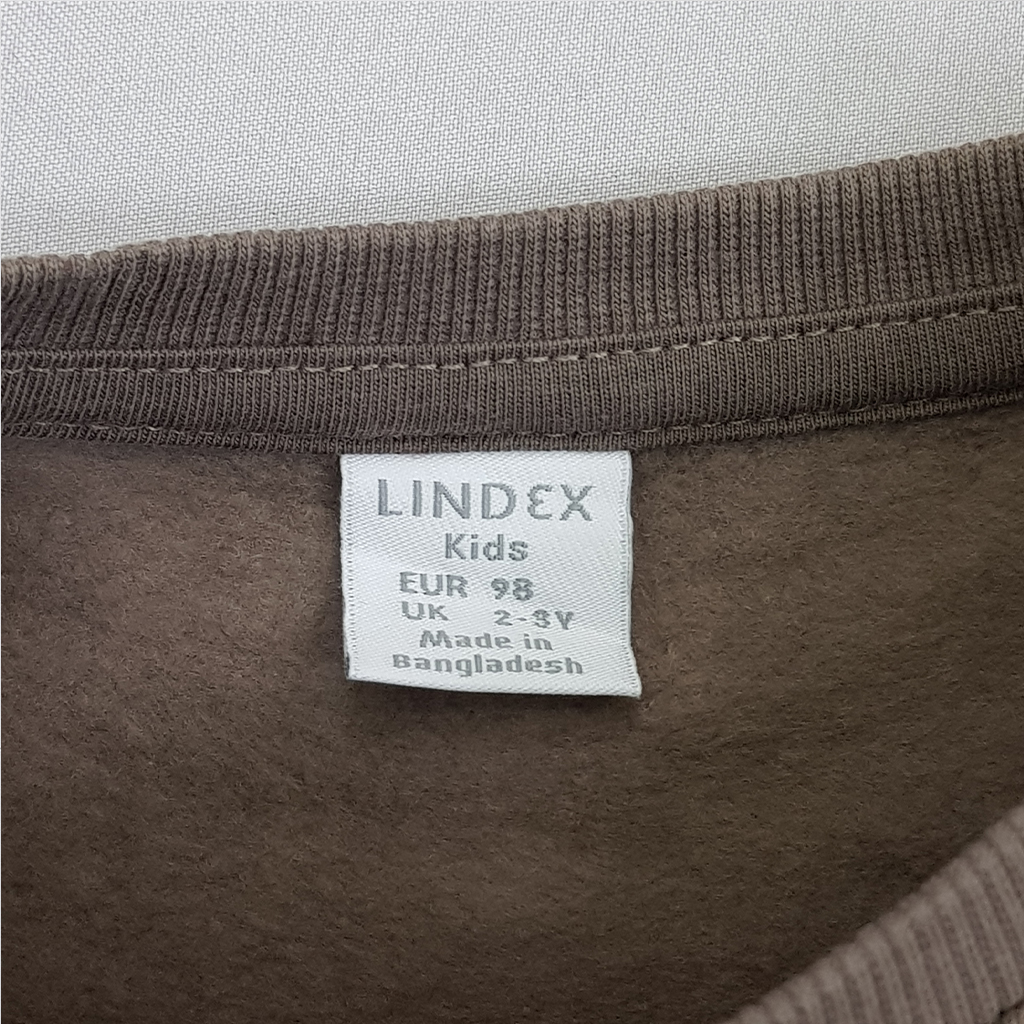 LINDEX
Kids
EUR 98
UK 2-3Y
Made in
Bangladesh